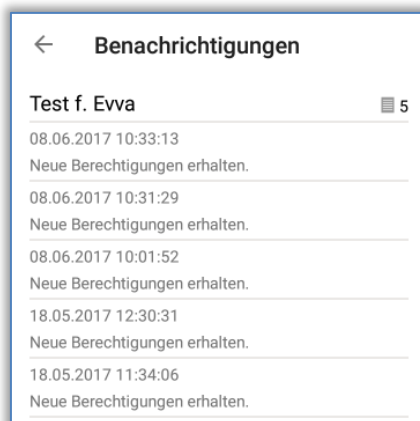 Benachrichtigungen
Test f. Evva 5
08.06.2017 10:33:13
Neue Berechtigungen erhalten.
08.06.2017 10:31:29
Neue Berechtigungen erhalten.
08.06.2017 10:01:52
Neue Berechtigungen erhalten.
18.05.2017 12:30:31
Neue Berechtigungen erhalten.
18.05.2017 11:34:06
Neue Berechtigungen erhalten.